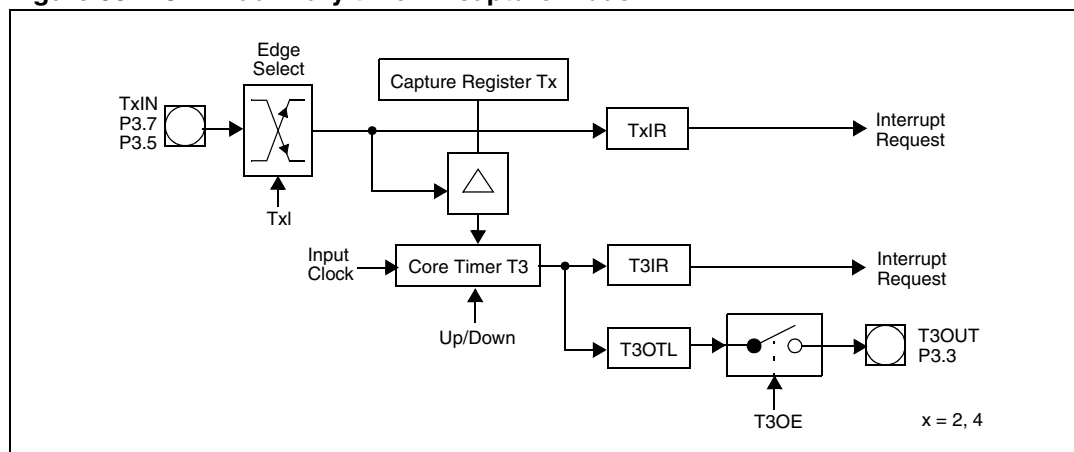 Edge
Select
Capture Register Tx
TxIN
P3.7
P3.5
TxIR
Interrupt
Request
TxI
Input
Clock
Core Timer T3
T3IR
Interrupt
Request
Up/Down
T3OTL
T3OUT
P3.3
T3OE
x = 2, 4